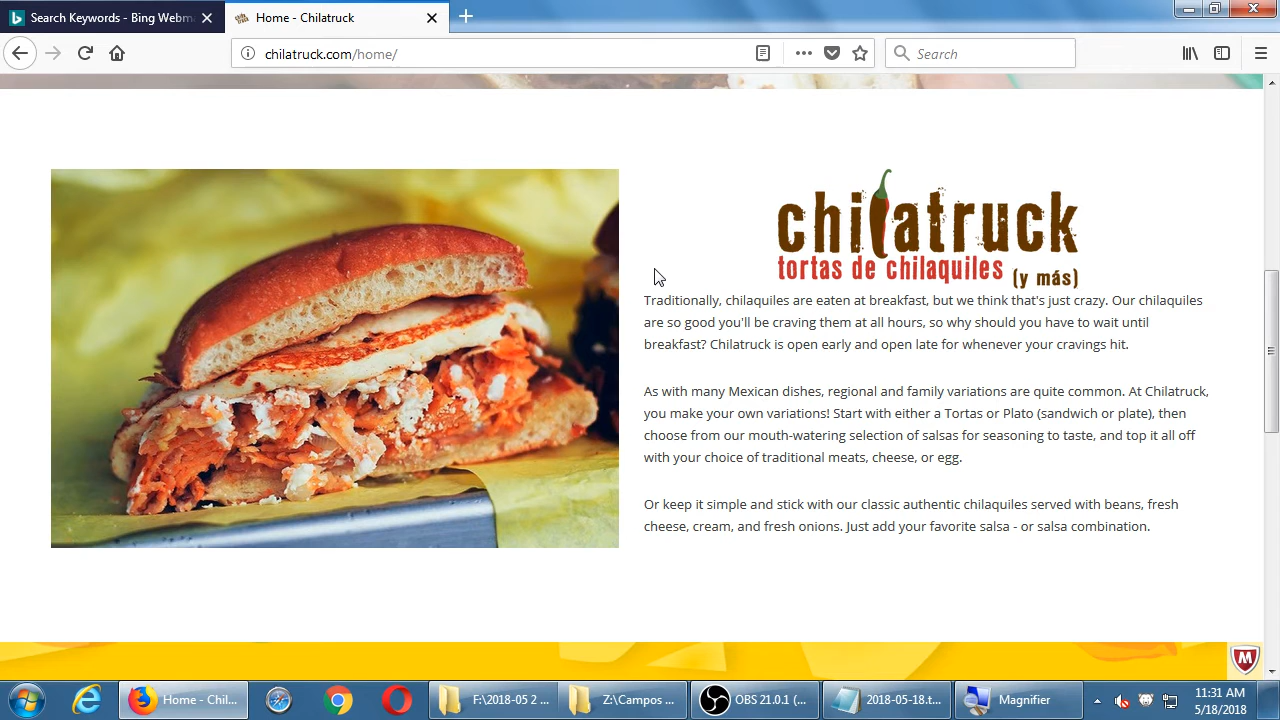 Search Keywords - Bing Webma
Home - Chilatruck
chilatruck.com/home/
Search
chilatruck
tortas de chilaquiles (y más)
Traditionally, chilaquiles are eaten at breakfast, but we think that's just crazy. Our chilaquiles
are so good you'll be craving them at all hours, so why should you have to wait until
breakfast? Chilatruck is open early and open late for whenever your cravings hit.
As with many Mexican dishes, regional and family variations are quite common. At Chilatruck,
you make your own variations! Start with either a Tortas or Plato (sandwich or plate), then
choose from our mouth-watering selection of salsas for seasoning to taste, and top it all off
with your choice of traditional meats, cheese, or egg.
Or keep it simple and stick with our classic authentic chilaquiles served with beans, fresh
cheese, cream, and fresh onions. Just add your favorite salsa - or salsa combination.
Home - Chil...
F:\2018-05 2 ...
Z:\Campos ...
OBS 21.0.1 (...
2018-05-18.t...
Magnifier
11:31 AM
5/18/2018